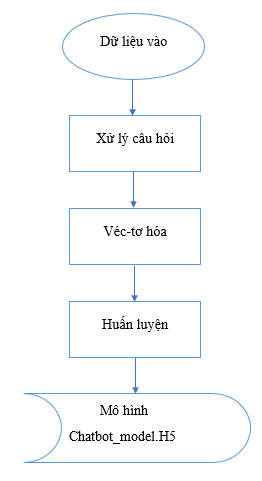 Dữ liệu vào
Xử lý câu hỏi
Véc-tơ hóa
Huấn luyện
Mô hình
Chatbot_model.H5